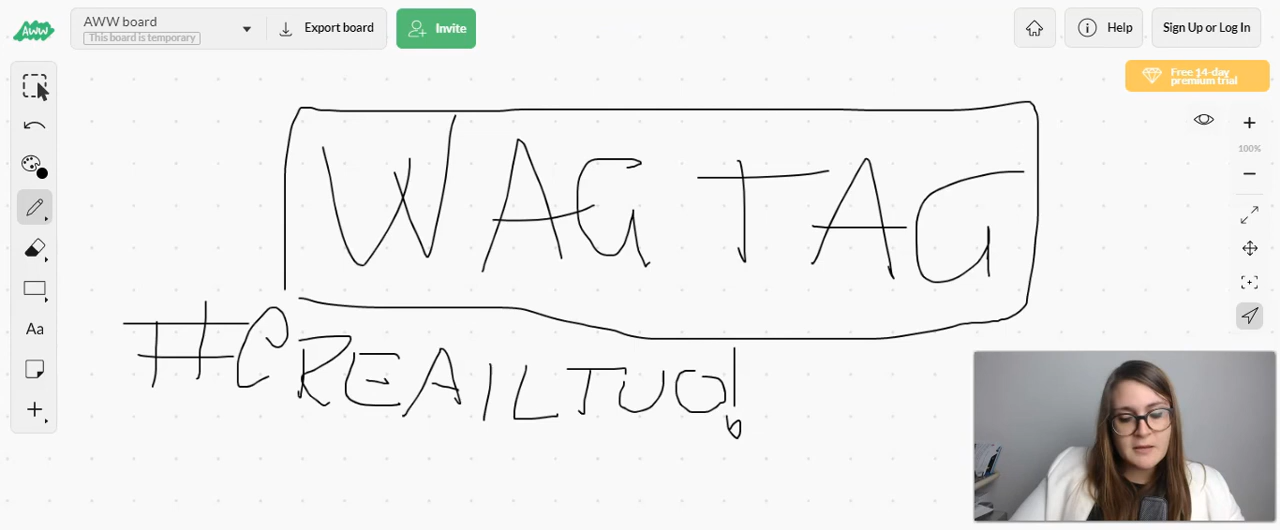 AWW
AWW board
This board is temporary
Export board
Invite
Help
Sign Up or Log In
Free 14-day
premium trial
100%
Aa
WAG TAG
#CREAILTUO!